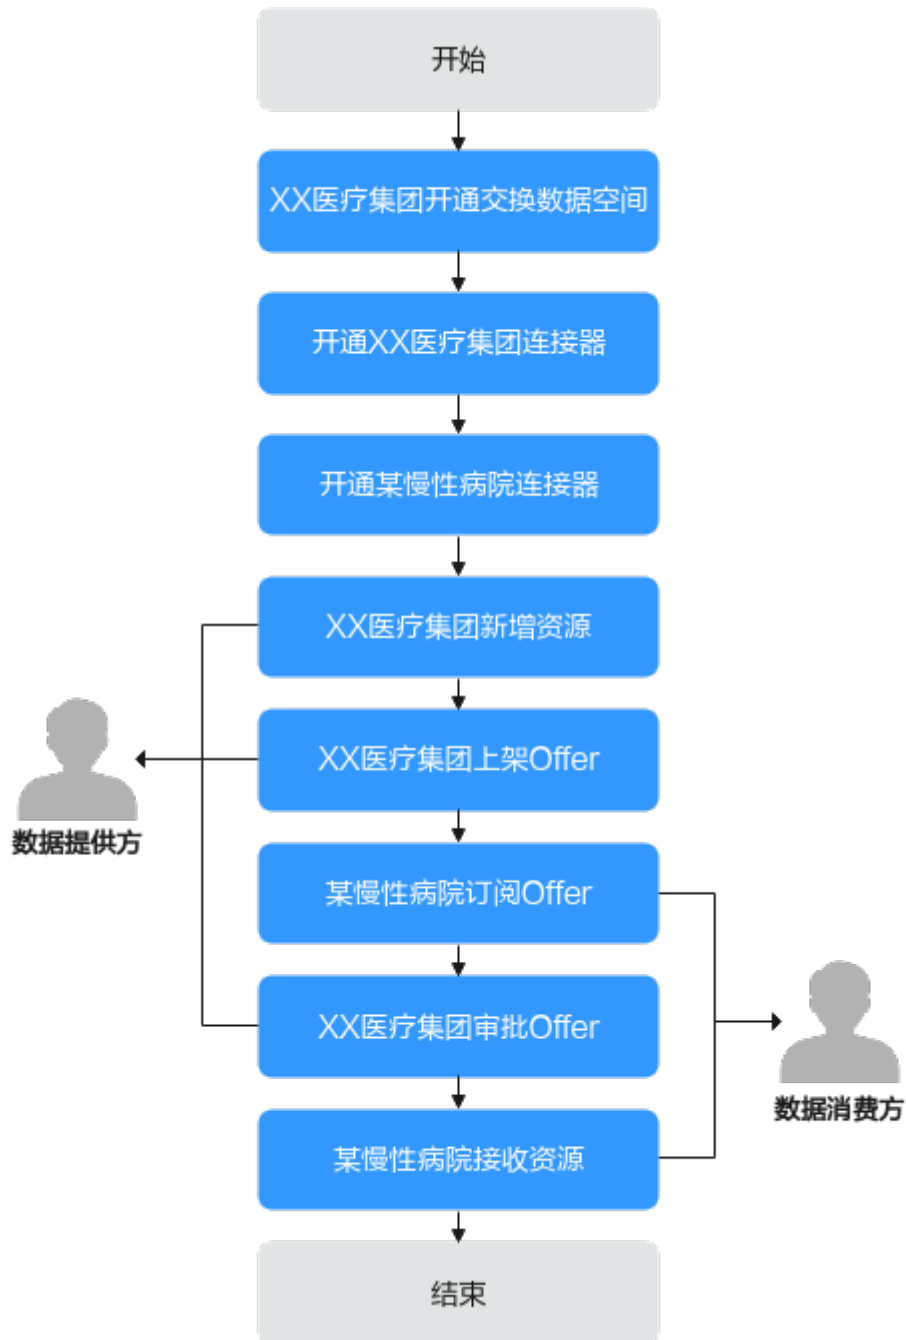 开始
XX医疗集团开通交换数据空间
开通XX医疗集团连接器
开通某慢性病院连接器
XX医疗集团新增资源
XX医疗集团上架Offer
数据提供方
某慢性病院订阅Offer
XX医疗集团审批Offer
数据消费方
某慢性病院接收资源
结束